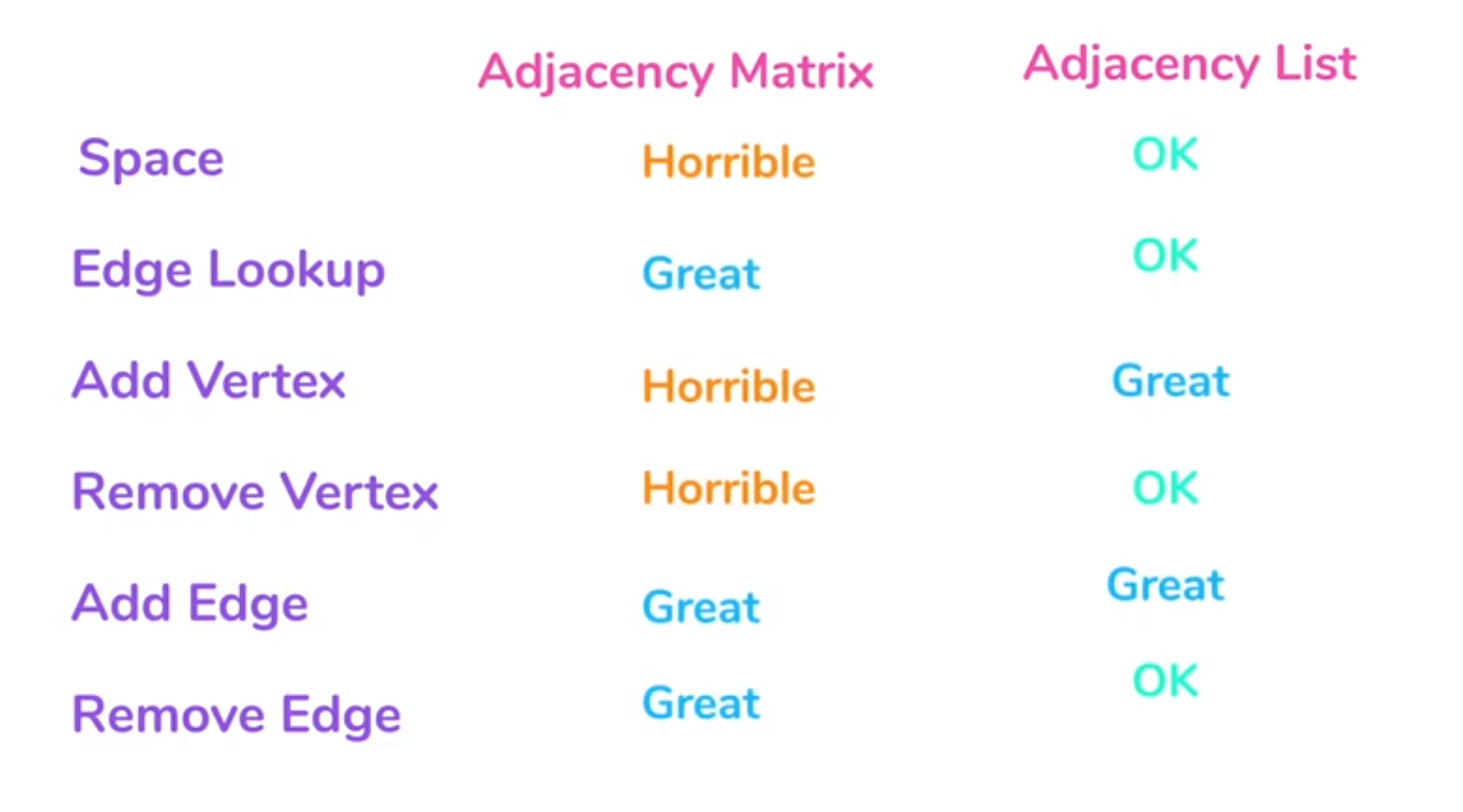 Adjacency Matrix Adjacency List
Space Horrible OK
Edge Lookup Great OK
Add Vertex Horrible Great
Remove Vertex Horrible OK
Add Edge Great Great
Remove Edge Great OK